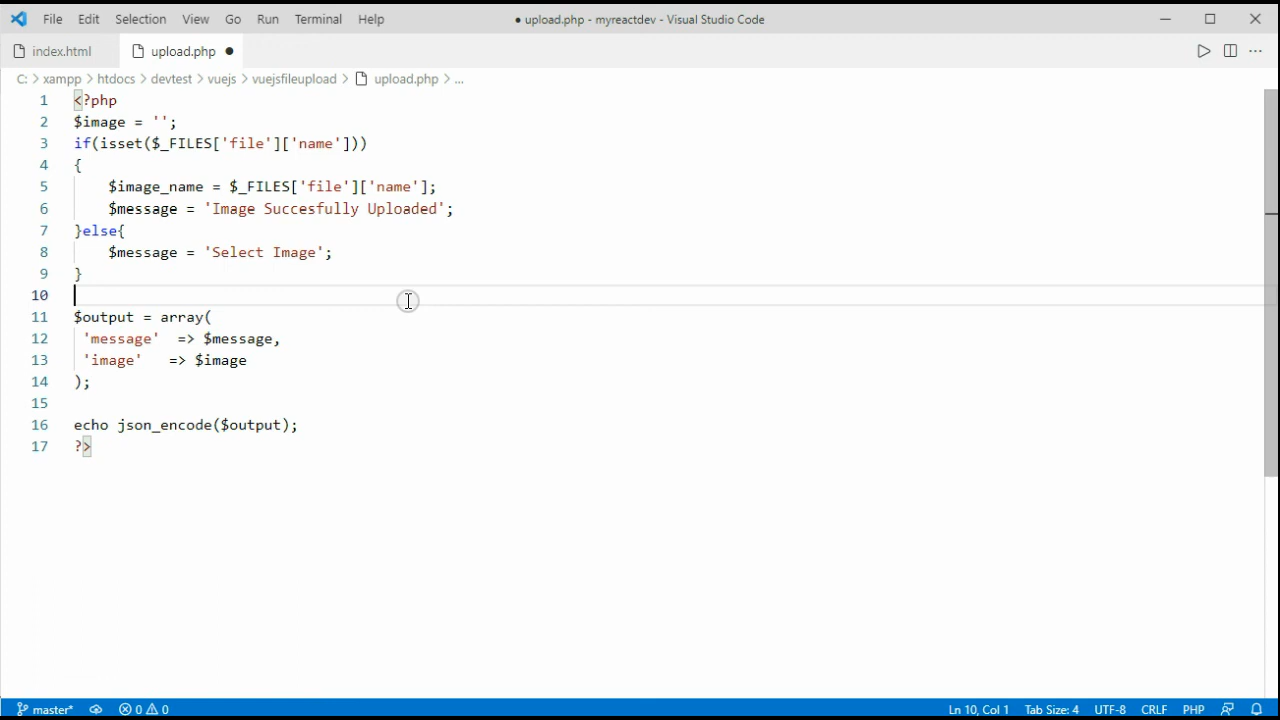 File Edit Selection View Go Run Terminal Help ● upload.php - myreactdev - Visual Studio Code
index.html upload.php ●
C: > xampp > htdocs > devtest > vuejs > vuejsfileupload > upload.php > ...
1 <?php
2 $image = '';
3 if(isset($_FILES['file']['name']))
4 {
5     $image_name = $_FILES['file']['name'];
6     $message = 'Image Succesfully Uploaded';
7 }else{
8     $message = 'Select Image';
9 }
10
11 $output = array(
12  'message'  => $message,
13  'image'   => $image
14 );
15
16 echo json_encode($output);
17 ?>
master* 0 0 Ln 10, Col 1 Tab Size: 4 UTF-8 CRLF PHP